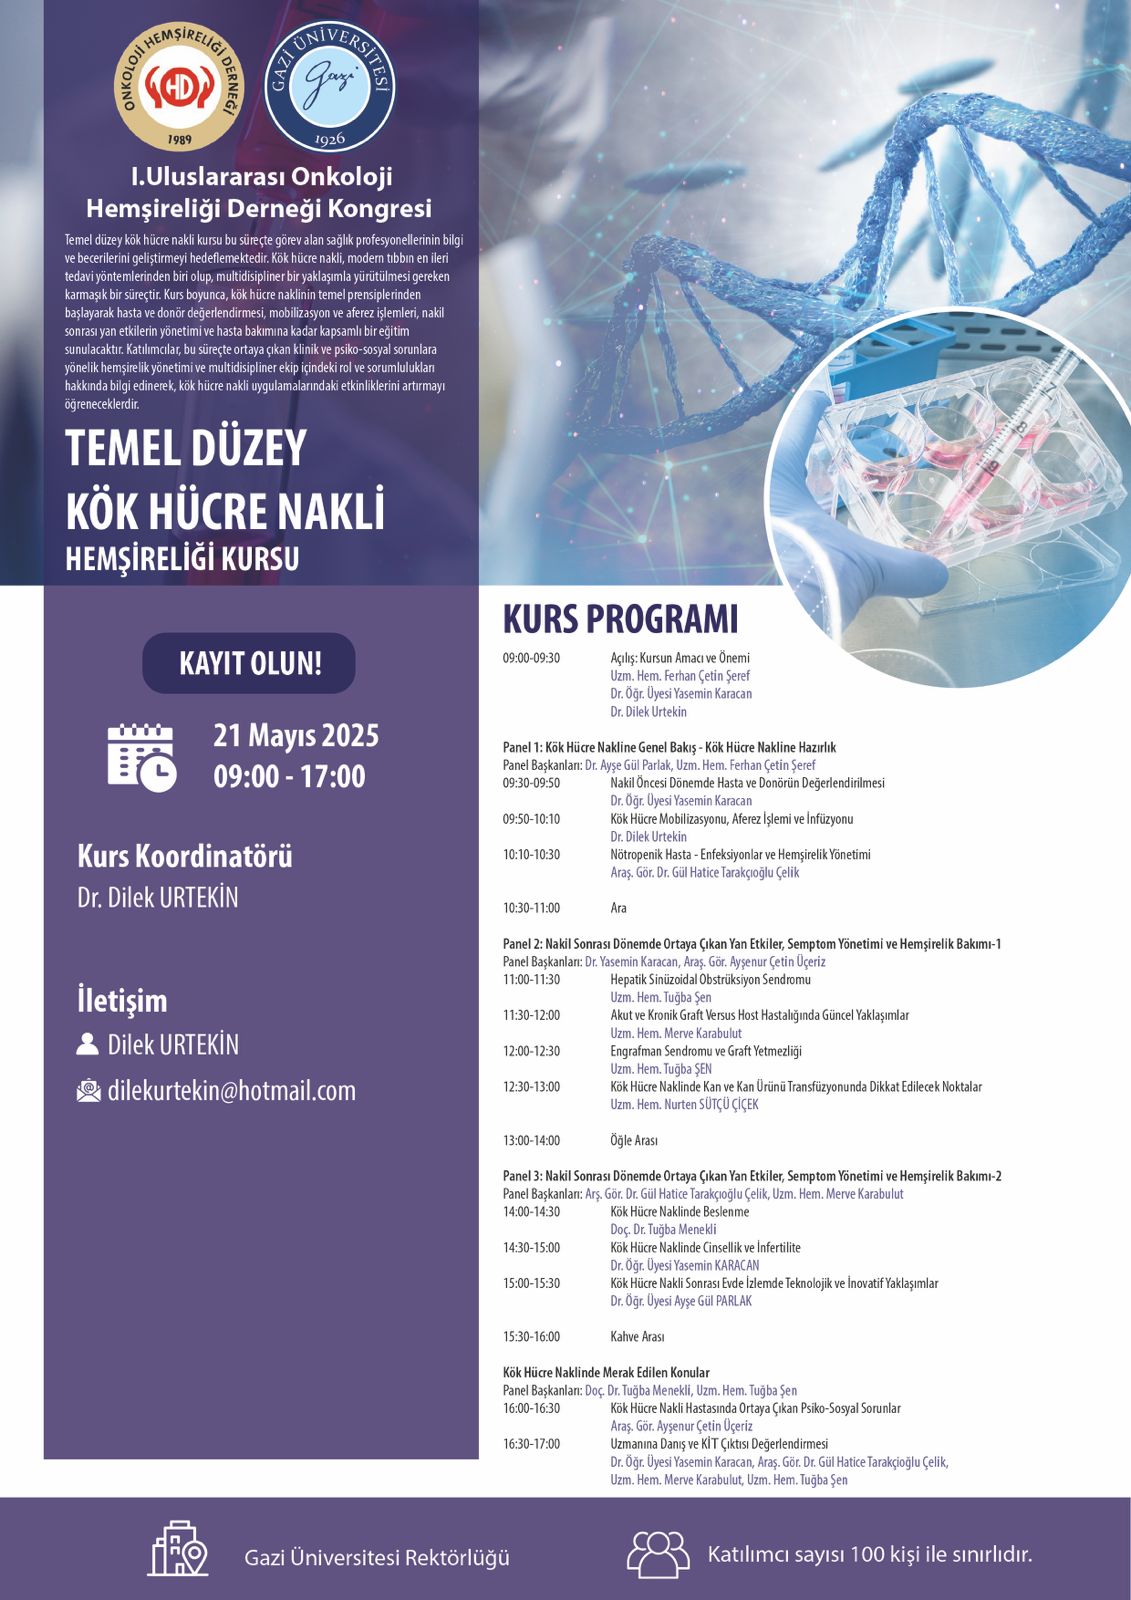 ONKOLOJİ HEMŞİRELİĞİ DERNEĞİ
HD
1989
GAZİ ÜNİVERSİTESİ
Gazi
1926
I.Uluslararası Onkoloji
Hemşireliği Derneği Kongresi
Temel düzey kök hücre nakli kursu bu süreçte görev alan sağlık profesyonellerinin bilgi
ve becerilerini geliştirmeyi hedeflemektedir. Kök hücre nakli, modern tıbbın en ileri
tedavi yöntemlerinden biri olup, multidisipliner bir yaklaşımla yürütülmesi gereken
karmaşık bir süreçtir. Kurs boyunca, kök hücre naklinin temel prensiplerinden
başlayarak hasta ve donör değerlendirmesi, mobilizasyon ve aferez işlemleri, nakil
sonrası yan etkilerin yönetimi ve hasta bakımına kadar kapsamlı bir eğitim
sunulacaktır. Katılımcılar, bu süreçte ortaya çıkan klinik ve psiko-sosyal sorunlara
yönelik hemşirelik yönetimi ve multidisipliner ekip içindeki rol ve sorumlulukları
hakkında bilgi edinerek, kök hücre nakli uygulamalarındaki etkinliklerini artırmayı
öğreneceklerdir.
TEMEL DÜZEY
KÖK HÜCRE NAKLİ
HEMŞİRELİĞİ KURSU
KAYIT OLUN!
21 Mayıs 2025
09:00 - 17:00
Kurs Koordinatörü
Dr. Dilek URTEKİN
İletişim
Dilek URTEKİN
dilekurtekin@hotmail.com
KURS PROGRAMI
09:00-09:30 Açılış: Kursun Amacı ve Önemi
Uzm. Hem. Ferhan Çetin Şeref
Dr. Öğr. Üyesi Yasemin Karacan
Dr. Dilek Urtekin
Panel 1: Kök Hücre Nakline Genel Bakış - Kök Hücre Nakline Hazırlık
Panel Başkanları: Dr. Ayşe Gül Parlak, Uzm. Hem. Ferhan Çetin Şeref
09:30-09:50 Nakil Öncesi Dönemde Hasta ve Donörün Değerlendirilmesi
Dr. Öğr. Üyesi Yasemin Karacan
09:50-10:10 Kök Hücre Mobilizasyonu, Aferez İşlemi ve İnfüzyonu
Dr. Dilek Urtekin
10:10-10:30 Nötropenik Hasta - Enfeksiyonlar ve Hemşirelik Yönetimi
Araş. Gör. Dr. Gül Hatice Tarakçıoğlu Çelik
10:30-11:00 Ara
Panel 2: Nakil Sonrası Dönemde Ortaya Çıkan Yan Etkiler, Semptom Yönetimi ve Hemşirelik Bakımı-1
Panel Başkanları: Dr. Yasemin Karacan, Araş. Gör. Ayşenur Çetin Üçeriz
11:00-11:30 Hepatik Sinüzoidal Obstrüksiyon Sendromu
Uzm. Hem. Tuğba Şen
11:30-12:00 Akut ve Kronik Graft Versus Host Hastalığında Güncel Yaklaşımlar
Uzm. Hem. Merve Karabulut
12:00-12:30 Engrafman Sendromu ve Graft Yetmezliği
Uzm. Hem. Tuğba ŞEN
12:30-13:00 Kök Hücre Naklinde Kan ve Kan Ürünü Transfüzyonunda Dikkat Edilecek Noktalar
Uzm. Hem. Nurten SÜTÇÜ ÇİÇEK
13:00-14:00 Öğle Arası
Panel 3: Nakil Sonrası Dönemde Ortaya Çıkan Yan Etkiler, Semptom Yönetimi ve Hemşirelik Bakımı-2
Panel Başkanları: Arş. Gör. Dr. Gül Hatice Tarakçıoğlu Çelik, Uzm. Hem. Merve Karabulut
14:00-14:30 Kök Hücre Naklinde Beslenme
Doç. Dr. Tuğba Menekli
14:30-15:00 Kök Hücre Naklinde Cinsellik ve İnfertilite
Dr. Öğr. Üyesi Yasemin KARACAN
15:00-15:30 Kök Hücre Nakli Sonrası Evde İzlemde Teknolojik ve İnovatif Yaklaşımlar
Dr. Öğr. Üyesi Ayşe Gül PARLAK
15:30-16:00 Kahve Arası
Kök Hücre Naklinde Merak Edilen Konular
Panel Başkanları: Doç. Dr. Tuğba Menekli, Uzm. Hem. Tuğba Şen
16:00-16:30 Kök Hücre Nakli Hastasında Ortaya Çıkan Psiko-Sosyal Sorunlar
Araş. Gör. Ayşenur Çetin Üçeriz
16:30-17:00 Uzmanına Danış ve KİT Çıktısı Değerlendirmesi
Dr. Öğr. Üyesi Yasemin Karacan, Araş. Gör. Dr. Gül Hatice Tarakçioğlu Çelik,
Uzm. Hem. Merve Karabulut, Uzm. Hem. Tuğba Şen
Gazi Üniversitesi Rektörlüğü
Katılımcı sayısı 100 kişi ile sınırlıdır.